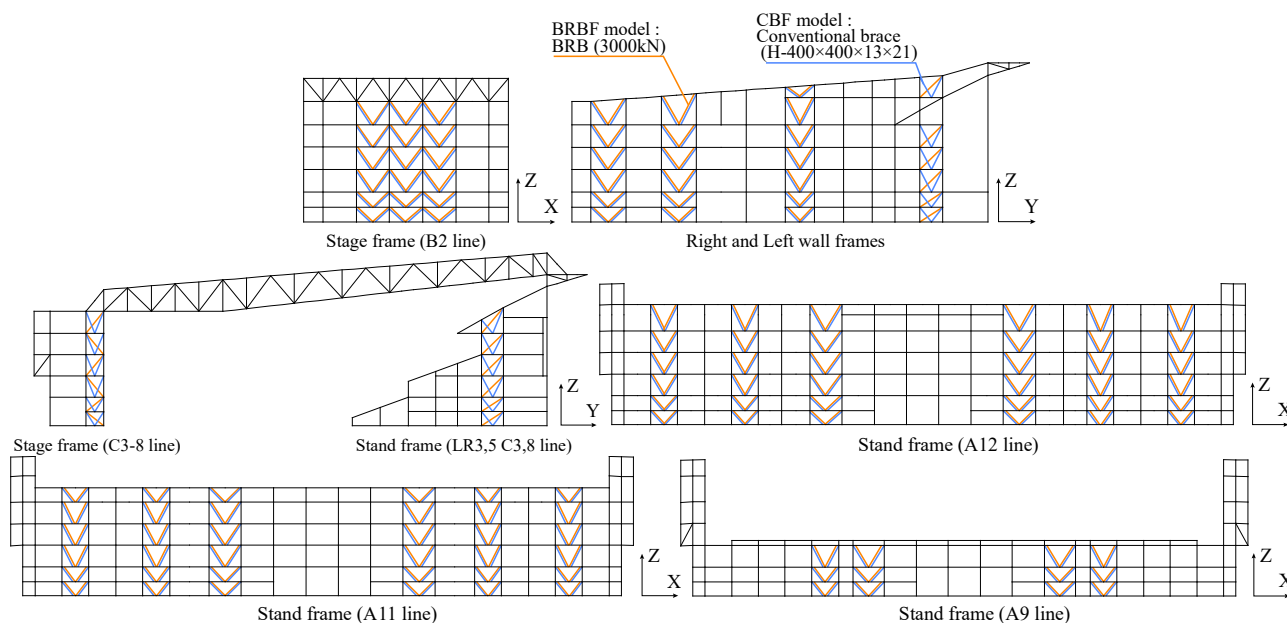 BRBF model :
BRB (3000kN)
CBF model :
Conventional brace
(H-400×400×13×21)
Z
X
Stage frame (B2 line)
Z
Y
Right and Left wall frames
Z
Y
Stage frame (C3-8 line)
Stand frame (LR3,5 C3,8 line)
Z
X
Stand frame (A12 line)
Z
X
Stand frame (A11 line)
Z
X
Stand frame (A9 line)